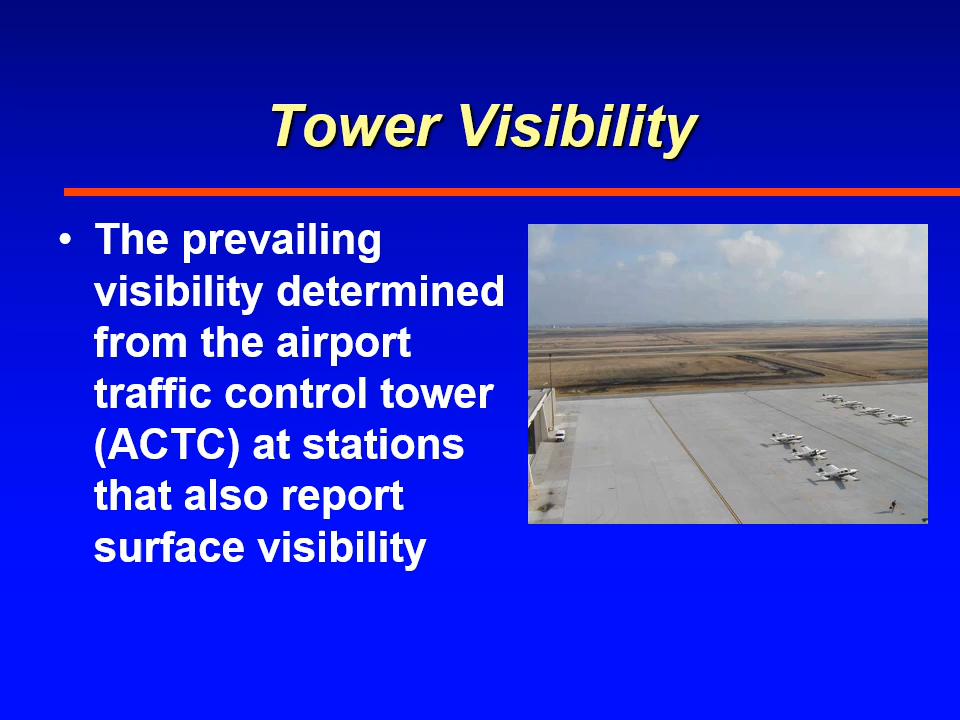 Tower Visibility
• The prevailing
visibility determined
from the airport
traffic control tower
(ACTC) at stations
that also report
surface visibility